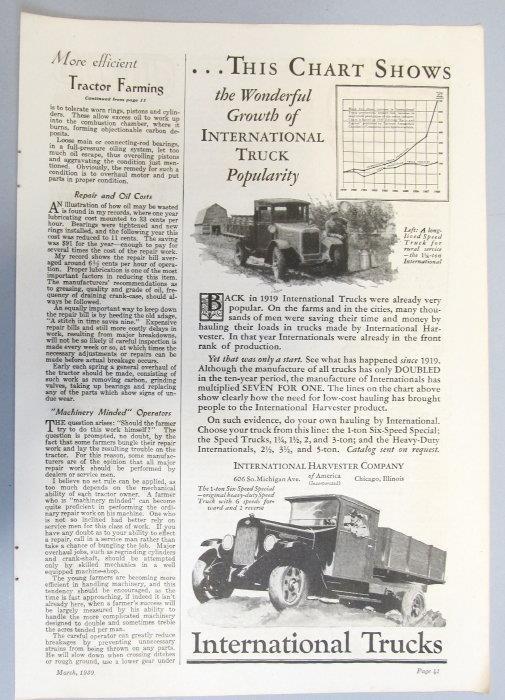 More efficient
Tractor Farming
Continued from page 11
is to tolerate worn rings, pistons and cylin-
ders. These allow excess oil to work up
into the combustion chamber, where it
burns, forming objectionable carbon de-
posits.
Loose main or connecting-rod bearings,
in a full-pressure oiling system, let too
much oil escape, thus overoiling pistons
and aggravating the condition just men-
tioned. Obviously, the remedy for such a
condition is to overhaul motor and put
parts in proper condition.
Repair and Oil Costs
AN illustration of how oil may be wasted
is found in my records, where one year
lubricating cost mounted to 23 cents per
hour. Bearings were tightened and new
rings installed, and the following year this
cost was reduced to 11 cents. The saving
was $91 for the year—enough to pay for
several times the cost of the repair work.
My record shows the repair bill aver-
aged around 6½ cents per hour of opera-
tion. Proper lubrication is one of the most
important factors in reducing this item.
The manufacturers' recommendations as
to greasing, quality and grade of oil, fre-
quency of draining crank-case, should al-
ways be followed.
An equally important way to keep down
the repair bill is by heeding the old adage,
"A stitch in time saves nine." Expensive
repair bills and still more costly delays in
work, resulting from major breakdowns,
will not be so likely if careful inspection is
made every week or so, at which times the
necessary adjustments or repairs can be
made before actual breakage occurs.
Early each spring a general overhaul of
the tractor should be made, consisting of
such work as removing carbon, grinding
valves, taking up bearings and replacing
any of the parts which show signs of un-
due wear.
"Machinery Minded" Operators
THE question arises: "Should the farmer
try to do this work himself?" The
question is prompted, no doubt, by the
fact that some farmers bungle their repair
work and lay the resulting trouble on the
tractor. For this reason, some manufac-
turers are of the opinion that all major
repair work should be performed by
dealers or service men.
I believe no set rule can be applied, as
too much depends on the mechanical
ability of each tractor owner. A farmer
who is "machinery minded" can become
quite proficient in performing the ordi-
nary repair work on his machine. One who
is not so inclined had better rely on
service men for this class of work. If you
have any doubt as to your ability to effect
a repair, call in a service man rather than
take a chance of bungling the job. Major
overhaul jobs, such as regrinding cylinders
and crank-shaft, should be attempted
only by skilled mechanics in a well
equipped machine-shop.
The young farmers are becoming more
efficient in handling machinery, and this
tendency should be encouraged, as the
time is fast approaching, if indeed it isn't
already here, when a farmer's success will
be largely measured by his ability to
handle the more complicated machinery
designed to double and sometimes treble
the acres tended per man.
The careful operator can greatly reduce
breakages by preventing unnecessary
strains from being thrown on any parts.
He will slow down when crossing ditches
or rough ground, use a lower gear under
March, 1929
...THIS CHART SHOWS
the Wonderful
Growth of
INTERNATIONAL
TRUCK
Popularity
Left: A long-
lived Speed
Truck for
rural service
—the 1¼-ton
International
BACK in 1919 International Trucks were already very
popular. On the farms and in the cities, many thou-
sands of men were saving their time and money by
hauling their loads in trucks made by International Har-
vester. In that year Internationals were already in the front
rank of production.
Yet that was only a start. See what has happened since 1919.
Although the manufacture of all trucks has only DOUBLED
in the ten-year period, the manufacture of Internationals has
multiplied SEVEN FOR ONE. The lines on the chart above
show clearly how the need for low-cost hauling has brought
people to the International Harvester product.
On such evidence, do your own hauling by International.
Choose your truck from this line: the 1-ton Six-Speed Special;
the Speed Trucks, 1¼, 1½, 2, and 3-ton; and the Heavy-Duty
Internationals, 2½, 3½, and 5-ton. Catalog sent on request.
INTERNATIONAL HARVESTER COMPANY
606 So. Michigan Ave. of America (Incorporated) Chicago, Illinois
The 1-ton Six-Speed Special
—original heavy-duty Speed
Truck with 6 speeds for-
ward and 2 reverse
International Trucks
Page 41